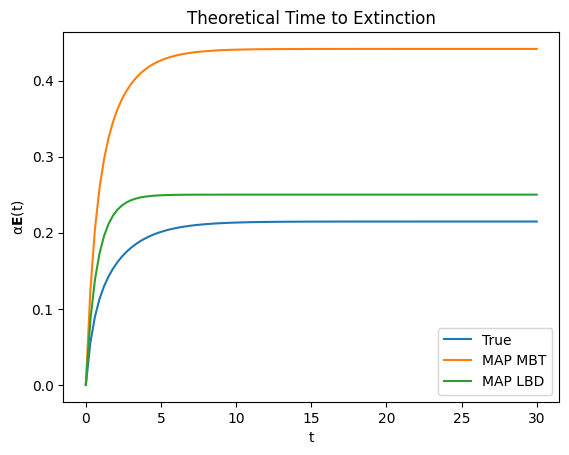 Theoretical Time to Extinction
0.4
0.3
0.2
0.1
0.0
α𝐄(t)
0 5 10 15 20 25 30
t
True
MAP MBT
MAP LBD